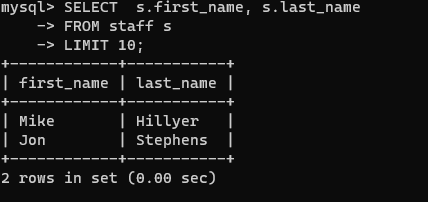 mysql> SELECT  s.first_name, s.last_name
    -> FROM staff s
    -> LIMIT 10;
+------------+-----------+
| first_name | last_name |
+------------+-----------+
| Mike       | Hillyer   |
| Jon        | Stephens  |
+------------+-----------+
2 rows in set (0.00 sec)